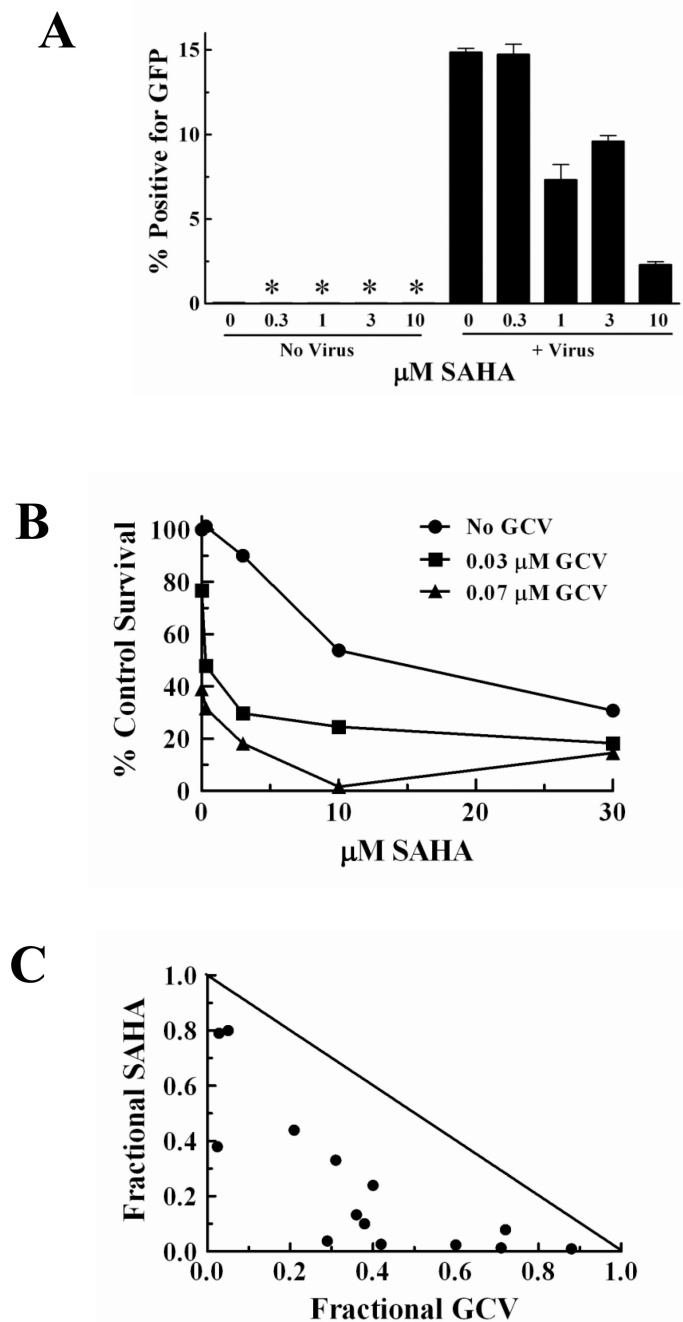 A
% Positive for GFP
15
10
5
0
* * * *
0 0.3 1 3 10 0 0.3 1 3 10
No Virus + Virus
μM SAHA
B
% Control Survival
100
80
60
40
20
0
No GCV
0.03 μM GCV
0.07 μM GCV
0 10 20 30
μM SAHA
C
Fractional SAHA
1.0
0.8
0.6
0.4
0.2
0.0
0.0 0.2 0.4 0.6 0.8 1.0
Fractional GCV